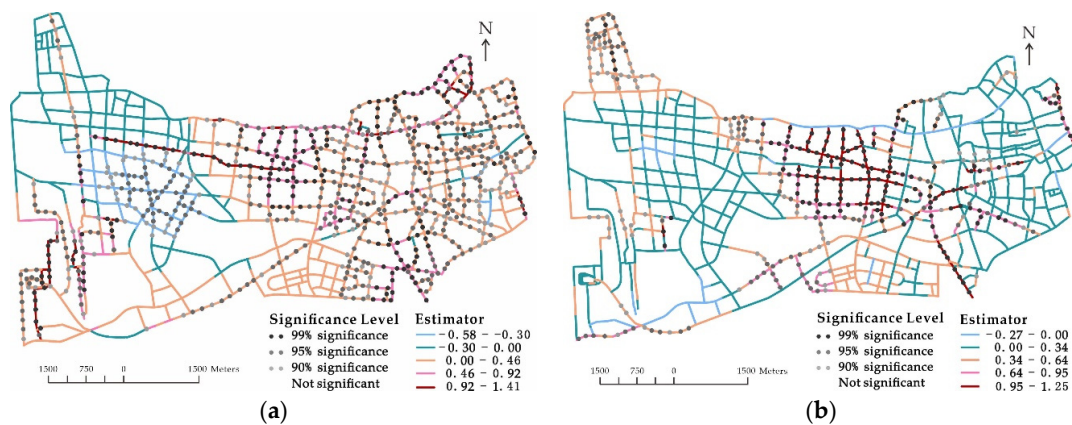 N
Significance Level
99% significance
95% significance
90% significance
Not significant
Estimator
-0.58 - -0.30
-0.30 - 0.00
0.00 - 0.46
0.46 - 0.92
0.92 - 1.41
1500 750 0 1500 Meters
(a)
N
Significance Level
99% significance
95% significance
90% significance
Not significant
Estimator
-0.27 - 0.00
0.00 - 0.34
0.34 - 0.64
0.64 - 0.95
0.95 - 1.25
1500 750 0 1500 Meters
(b)